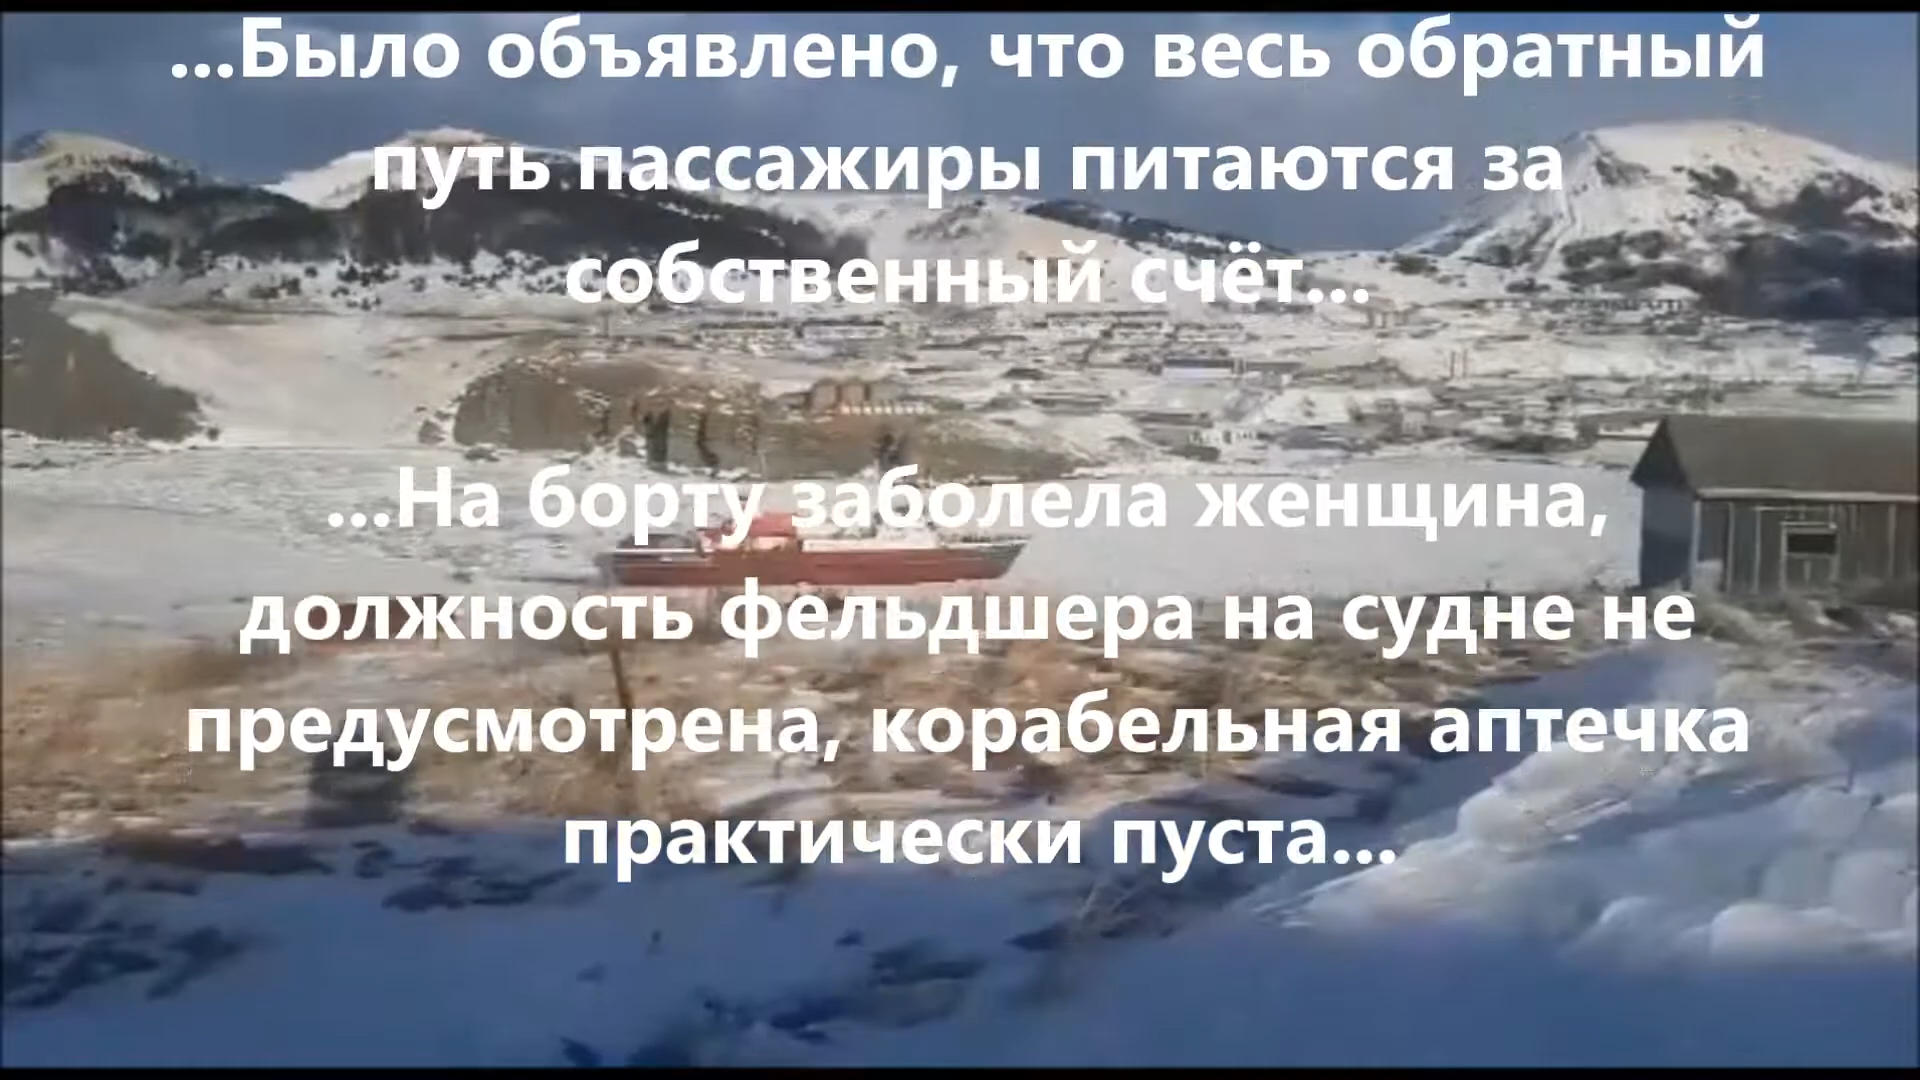 ...Было объявлено, что весь обратный
путь пассажиры питаются за
собственный счёт...
...На борту заболела женщина,
должность фельдшера на судне не
предусмотрена, корабельная аптечка
практически пуста...